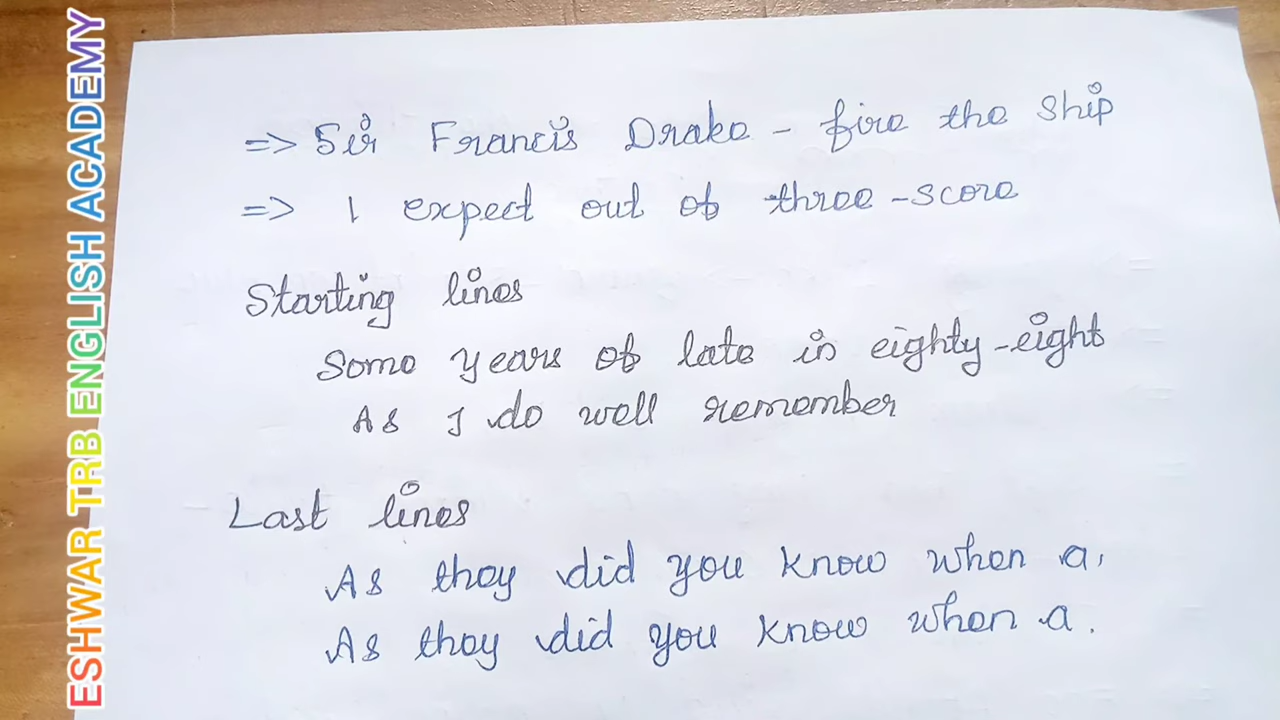 ESHWAR TRB ENGLISH ACADEMY
=> Sir Francis Drake - fire the ship
=> I expect out of three-score
Starting lines
Some years of late in eighty-eight
As I do well remember
Last lines
As they did you know when a,
As they did you know when a.